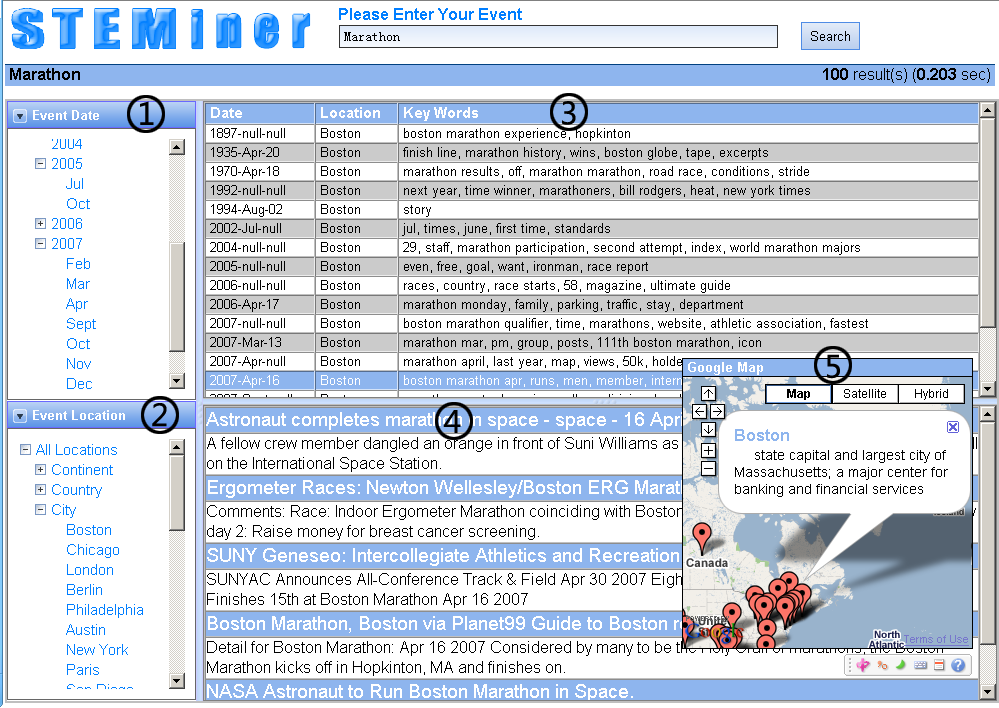 STEMiner
Please Enter Your Event
Marathon
Search
Marathon
100 result(s) (0.203 sec)
Event Date
①
2004
2005
Jul
Oct
2006
2007
Feb
Mar
Apr
Sept
Oct
Nov
Dec
Event Location
②
All Locations
Continent
Country
City
Boston
Chicago
London
Berlin
Philadelphia
Austin
New York
Paris
San Diego
Date Location Key Words
③
1897-null-null Boston boston marathon experience, hopkinton
1935-Apr-20 Boston finish line, marathon history, wins, boston globe, tape, excerpts
1970-Apr-18 Boston marathon results, off, marathon marathon, road race, conditions, stride
1992-null-null Boston next year, time winner, marathoners, bill rodgers, heat, new york times
1994-Aug-02 Boston story
2002-Jul-null Boston jul, times, june, first time, standards
2004-null-null Boston 29, staff, marathon participation, second attempt, index, world marathon majors
2005-null-null Boston even, free, goal, want, ironman, race report
2006-null-null Boston races, country, race starts, 58, magazine, ultimate guide
2006-Apr-17 Boston marathon monday, family, parking, traffic, stay, department
2007-null-null Boston boston marathon qualifier, time, marathons, website, athletic association, fastest
2007-Mar-13 Boston marathon mar, pm, group, posts, 111th boston marathon, icon
2007-Apr-null Boston marathon april, last year, map, views, 50k, holde
2007-Apr-16 Boston boston marathon apr, runs, men, member, intern
④
Astronaut completes marathon in space - space - 16 Apr
A fellow crew member dangled an orange in front of Suni Williams as
on the International Space Station.
Ergometer Races: Newton Wellesley/Boston ERG Marat
Comments: Race: Indoor Ergometer Marathon coinciding with Boston
day 2: Raise money for breast cancer screening.
SUNY Geneseo: Intercollegiate Athletics and Recreation
SUNYAC Announces All-Conference Track & Field Apr 30 2007 Eigh
Finishes 15th at Boston Marathon Apr 16 2007
Boston Marathon, Boston via Planet99 Guide to Boston
Detail for Boston Marathon: Apr 16 2007 Considered by many to be the Holy Grail of marathons, the Boston
Marathon kicks off in Hopkinton, MA and finishes on.
NASA Astronaut to Run Boston Marathon in Space.
Google Map
⑤
Map Satellite Hybrid
Boston
state capital and largest city of
Massachusetts; a major center for
banking and financial services
Canada
North
Atlantic
Terms of Use